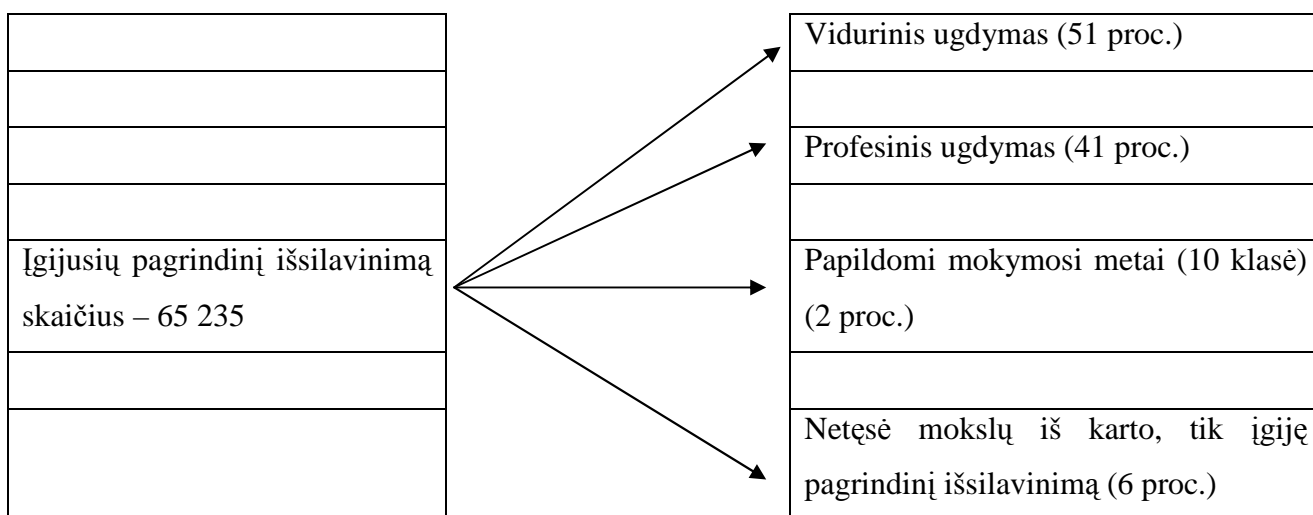 Vidurinis ugdymas (51 proc.)
Profesinis ugdymas (41 proc.)
Įgijusių pagrindinį išsilavinimą
skaičius – 65 235
Papildomi mokymosi metai (10 klasė)
(2 proc.)
Netęsė mokslų iš karto, tik įgiję
pagrindinį išsilavinimą (6 proc.)